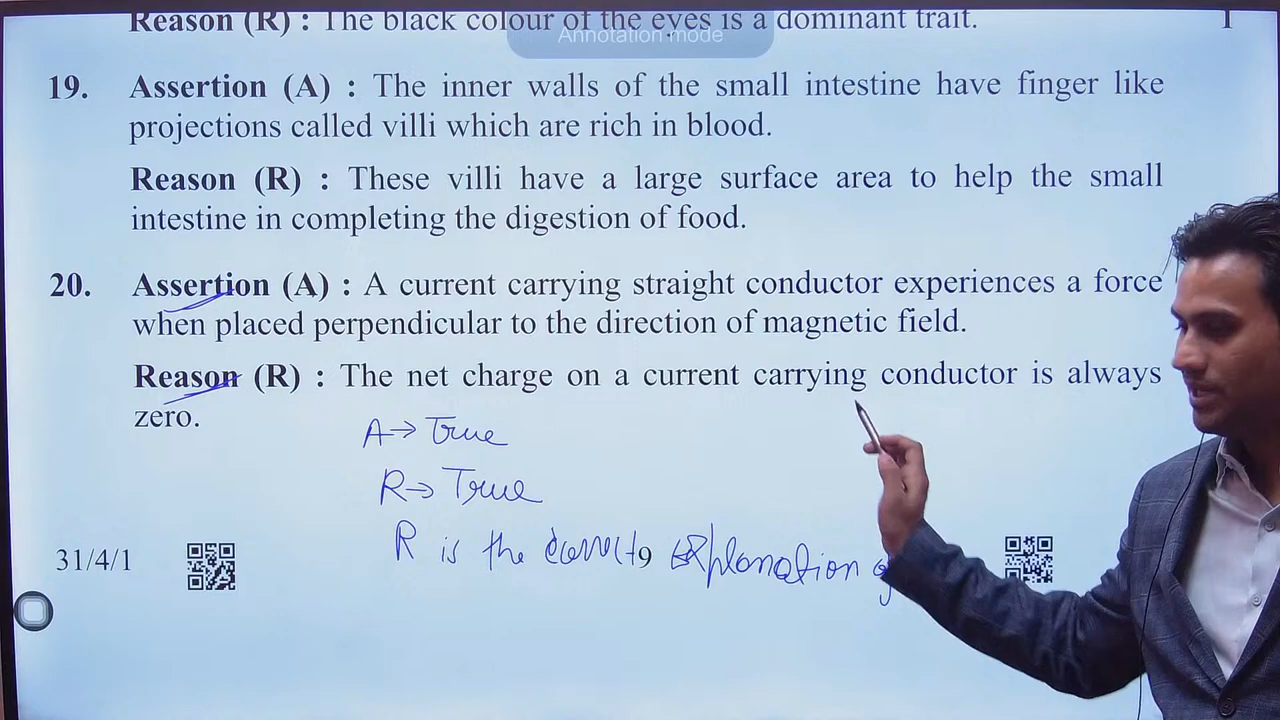 Reason (R) : The black colour of the eyes is a dominant trait.
1
Annotation mode
19. Assertion (A) : The inner walls of the small intestine have finger like
projections called villi which are rich in blood.
Reason (R) : These villi have a large surface area to help the small
intestine in completing the digestion of food.
20. Assertion (A) : A current carrying straight conductor experiences a force
when placed perpendicular to the direction of magnetic field.
Reason (R) : The net charge on a current carrying conductor is always
zero.
A → True
R → True
R is the correct explanation
31/4/1
9